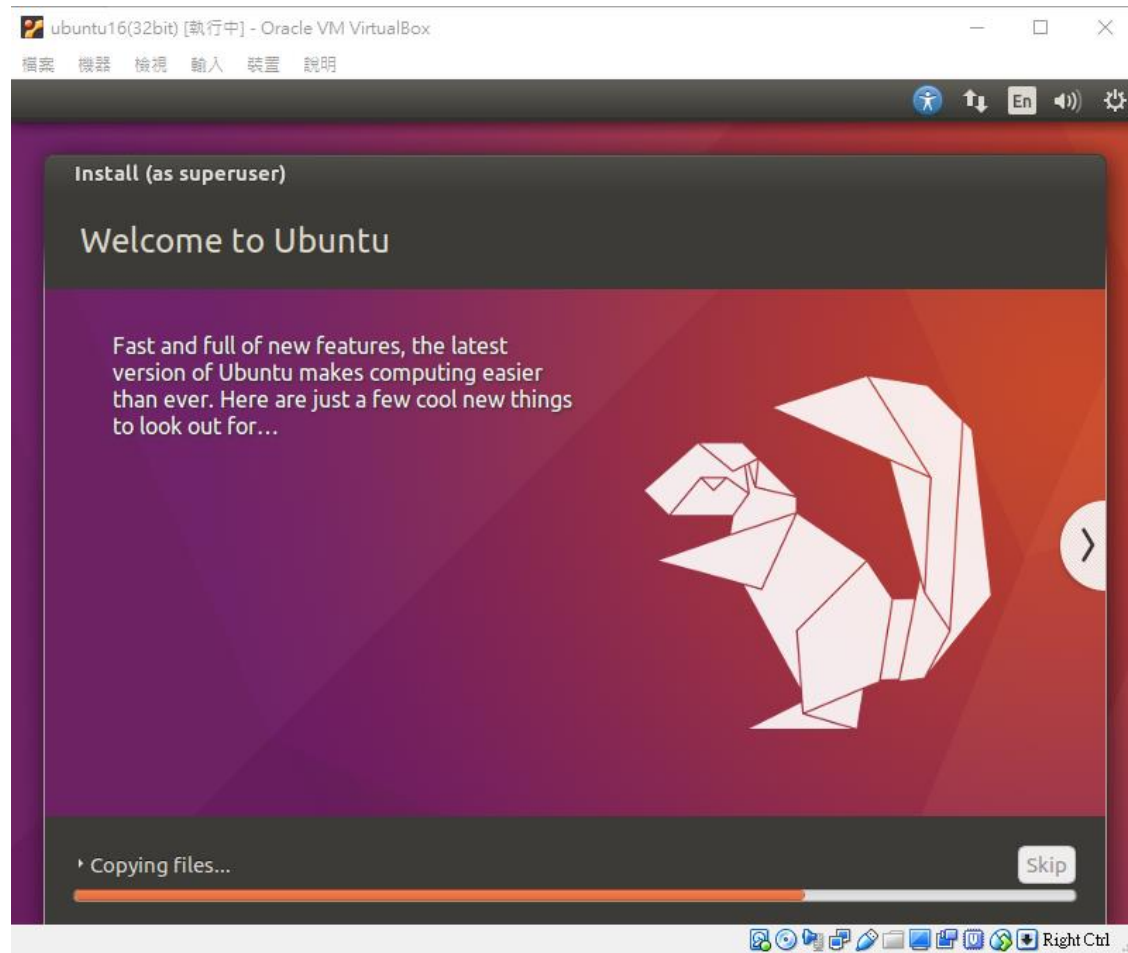 ubuntu16(32bit) [執行中] - Oracle VM VirtualBox
檔案 機器 檢視 輸入 裝置 說明
En
Install (as superuser)
Welcome to Ubuntu
Fast and full of new features, the latest
version of Ubuntu makes computing easier
than ever. Here are just a few cool new things
to look out for…
Copying files...
Skip
Right Ctrl